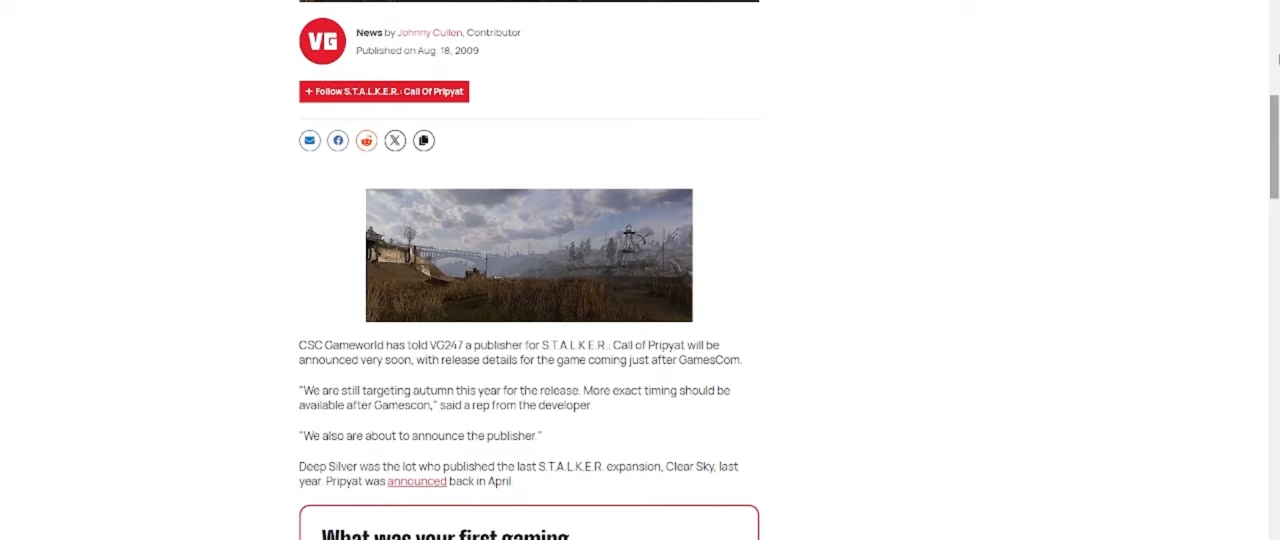 VG
News by Johnny Cullen, Contributor
Published on Aug. 18, 2009
+ Follow S.T.A.L.K.E.R.: Call Of Pripyat
CSC Gameworld has told VG247 a publisher for S.T.A.L.K.E.R.: Call of Pripyat will be
announced very soon, with release details for the game coming just after GamesCom.
"We are still targeting autumn this year for the release. More exact timing should be
available after Gamescon," said a rep from the developer.
"We also are about to announce the publisher."
Deep Silver was the lot who published the last S.T.A.L.K.E.R. expansion, Clear Sky, last
year. Pripyat was announced back in April.
What was your first gaming